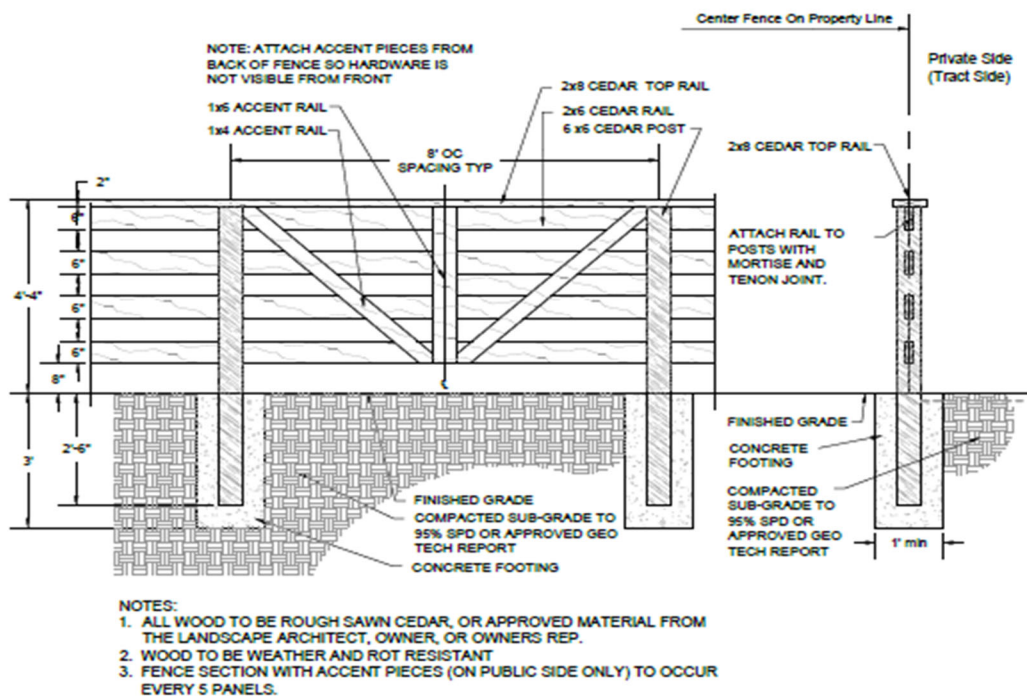 Center Fence On Property Line
Private Side
(Tract Side)
NOTE: ATTACH ACCENT PIECES FROM
BACK OF FENCE SO HARDWARE IS
NOT VISIBLE FROM FRONT
1x6 ACCENT RAIL
1x4 ACCENT RAIL
2x8 CEDAR TOP RAIL
2x6 CEDAR RAIL
6 x6 CEDAR POST
8' OC
SPACING TYP
2x8 CEDAR TOP RAIL
ATTACH RAIL TO
POSTS WITH
MORTISE AND
TENON JOINT.
2"
6"
6"
6"
6"
8"
4'-4"
2'-6"
3'
℄
FINISHED GRADE
COMPACTED SUB-GRADE TO
95% SPD OR APPROVED GEO
TECH REPORT
CONCRETE FOOTING
FINISHED GRADE
CONCRETE
FOOTING
COMPACTED
SUB-GRADE TO
95% SPD OR
APPROVED GEO
TECH REPORT
1' min
NOTES:
1. ALL WOOD TO BE ROUGH SAWN CEDAR, OR APPROVED MATERIAL FROM
THE LANDSCAPE ARCHITECT, OWNER, OR OWNERS REP.
2. WOOD TO BE WEATHER AND ROT RESISTANT
3. FENCE SECTION WITH ACCENT PIECES (ON PUBLIC SIDE ONLY) TO OCCUR
EVERY 5 PANELS.